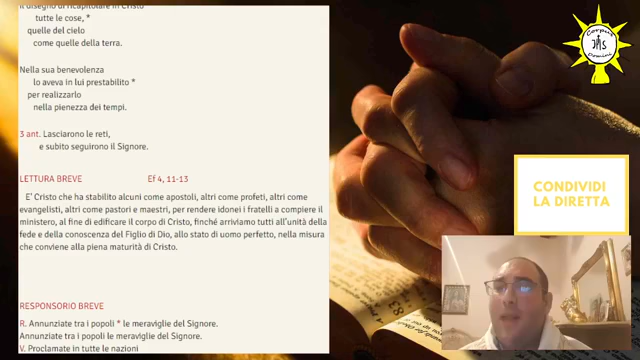 il disegno di ricapitolare in Cristo
tutte le cose, *
quelle del cielo
come quelle della terra.
Nella sua benevolenza
lo aveva in lui prestabilito *
per realizzarlo
nella pienezza dei tempi.
3 ant. Lasciarono le reti,
e subito seguirono il Signore.
LETTURA BREVE Ef 4, 11-13
E' Cristo che ha stabilito alcuni come apostoli, altri come profeti, altri come
evangelisti, altri come pastori e maestri, per rendere idonei i fratelli a compiere il
ministero, al fine di edificare il corpo di Cristo, finché arriviamo tutti all'unità della
fede e della conoscenza del Figlio di Dio, allo stato di uomo perfetto, nella misura
che conviene alla piena maturità di Cristo.
RESPONSORIO BREVE
R. Annunziate tra i popoli * le meraviglie del Signore.
Annunziate tra i popoli le meraviglie del Signore.
V. Proclamate in tutte le nazioni
Corpus
JHS
Domini
CONDIVIDI
LA DIRETTA
83